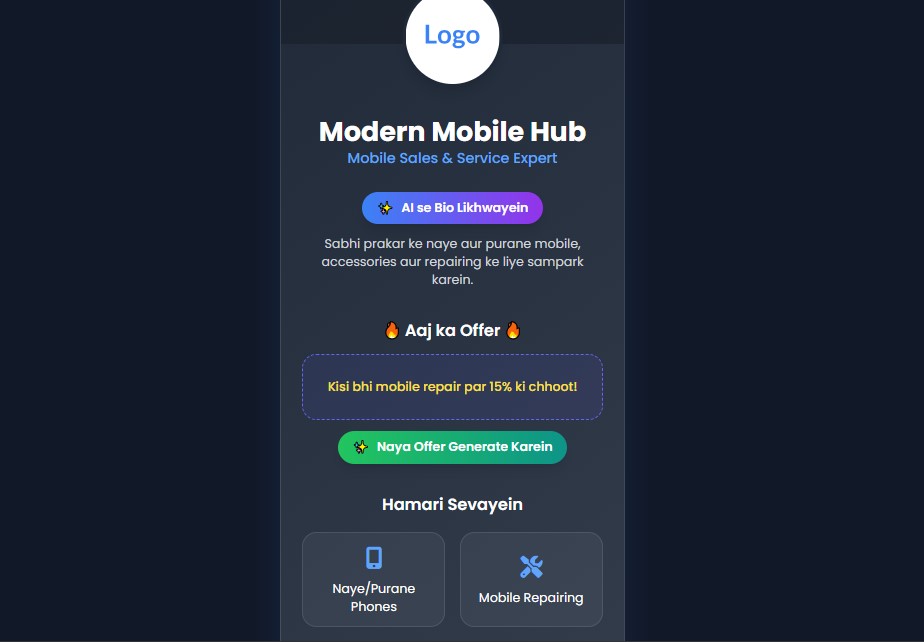 Logo
Modern Mobile Hub
Mobile Sales & Service Expert
✨ AI se Bio Likhwayein
Sabhi prakar ke naye aur purane mobile,
accessories aur repairing ke liye sampark
karein.
🔥 Aaj ka Offer 🔥
Kisi bhi mobile repair par 15% ki chhoot!
✨ Naya Offer Generate Karein
Hamari Sevayein
Naye/Purane
Phones
Mobile Repairing